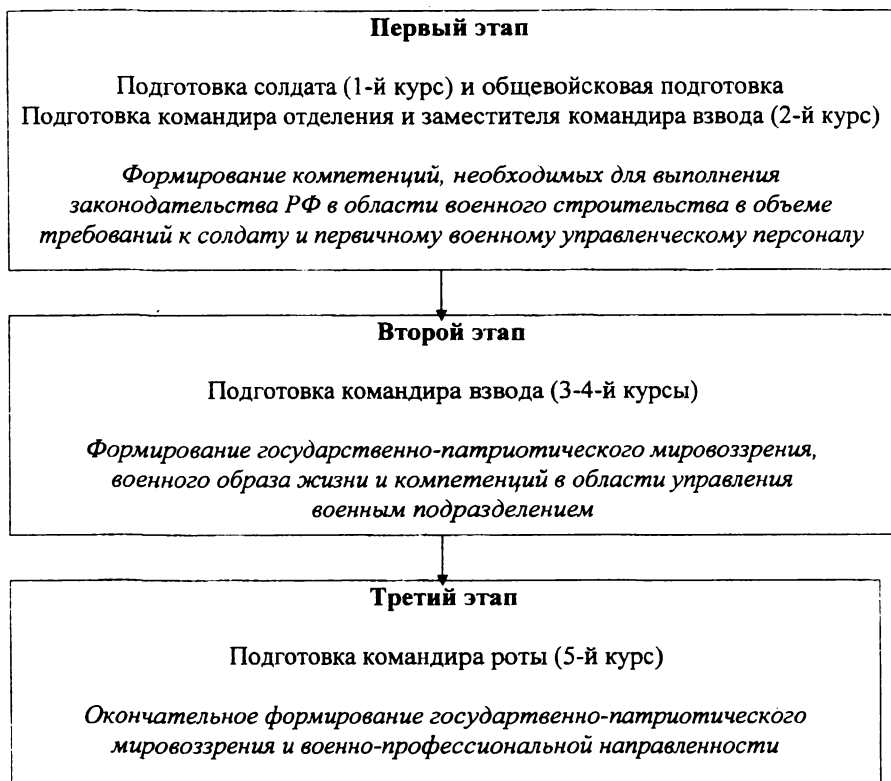 Первый этап
Подготовка солдата (1-й курс) и общевойсковая подготовка
Подготовка командира отделения и заместителя командира взвода (2-й курс)
Формирование компетенций, необходимых для выполнения
законодательства РФ в области военного строительства в объеме
требований к солдату и первичному военному управленческому персоналу
Второй этап
Подготовка командира взвода (3-4-й курсы)
Формирование государственно-патриотического мировоззрения,
военного образа жизни и компетенций в области управления
военным подразделением
Третий этап
Подготовка командира роты (5-й курс)
Окончательное формирование государтвенно-патриотического
мировоззрения и военно-профессиональной направленности